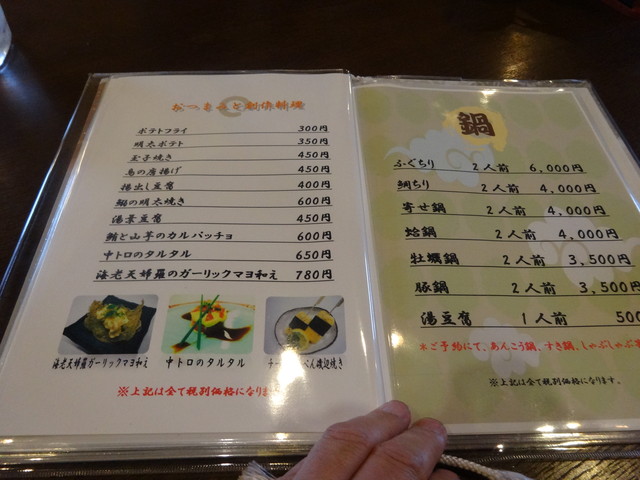 ポテトフライ 300円
明太ポテト 350円
玉子焼き 450円
鳥の唐揚げ 450円
揚出し豆腐 400円
鰯の明太焼き 600円
湯葉豆腐 450円
鮪と山芋のカルパッチョ 600円
中トロのタルタル 650円
海老天婦羅のガーリックマヨ和え 780円
海老天婦羅ガーリックマヨ和え 中トロのタルタル ぺん磯辺焼き
※上記は全て税別価格になりま
鍋
ふぐちり 2人前 6,000円
鯛ちり 2人前 4,000円
寄せ鍋 2人前 4,000円
蛤鍋 2人前 4,000円
牡蠣鍋 2人前 3,500円
豚鍋 2人前 3,500円
湯豆腐 1人前 500
※ご予約にて、あんこう鍋、すき鍋、しゃぶしゃぶ
※上記は全て税別価格になります。